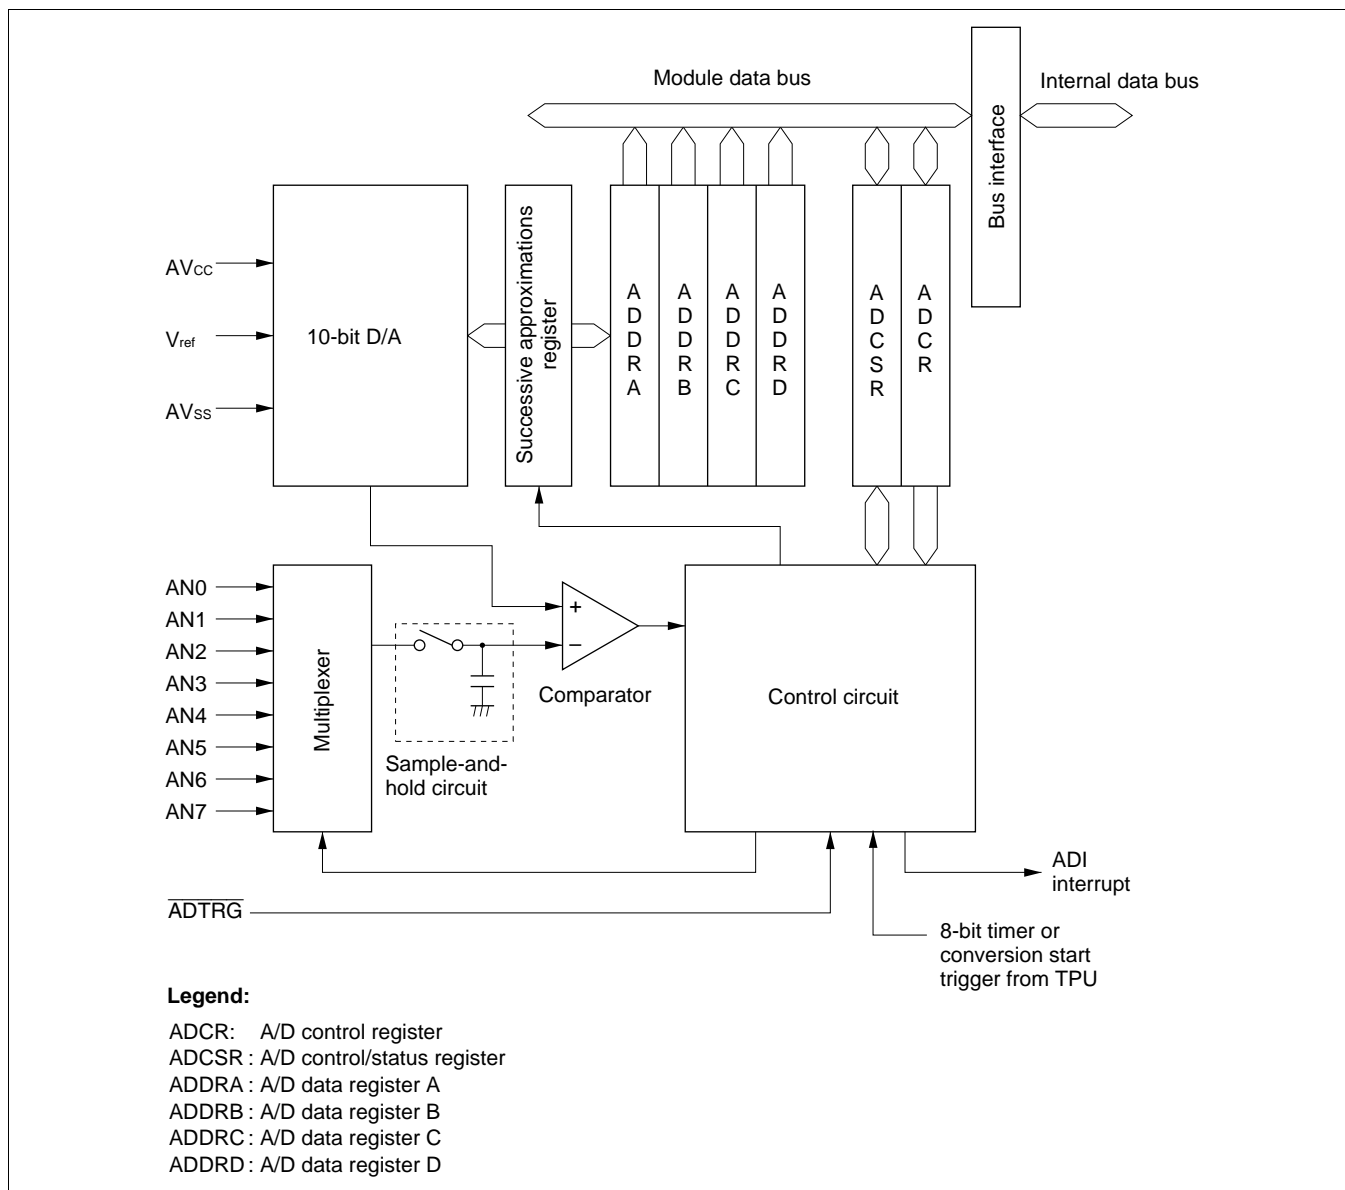 Module data bus
Internal data bus
Bus interface
AVCC
Vref
AVSS
10-bit D/A
Successive approximations
register
ADDRA
ADDRB
ADDRC
ADDRD
ADCSR
ADCR
AN0
AN1
AN2
AN3
AN4
AN5
AN6
AN7
Multiplexer
+
−
Comparator
Sample-and-
hold circuit
Control circuit
ADI
interrupt
ADTRG
8-bit timer or
conversion start
trigger from TPU
Legend:
ADCR: A/D control register
ADCSR : A/D control/status register
ADDRA : A/D data register A
ADDRB : A/D data register B
ADDRC : A/D data register C
ADDRD : A/D data register D